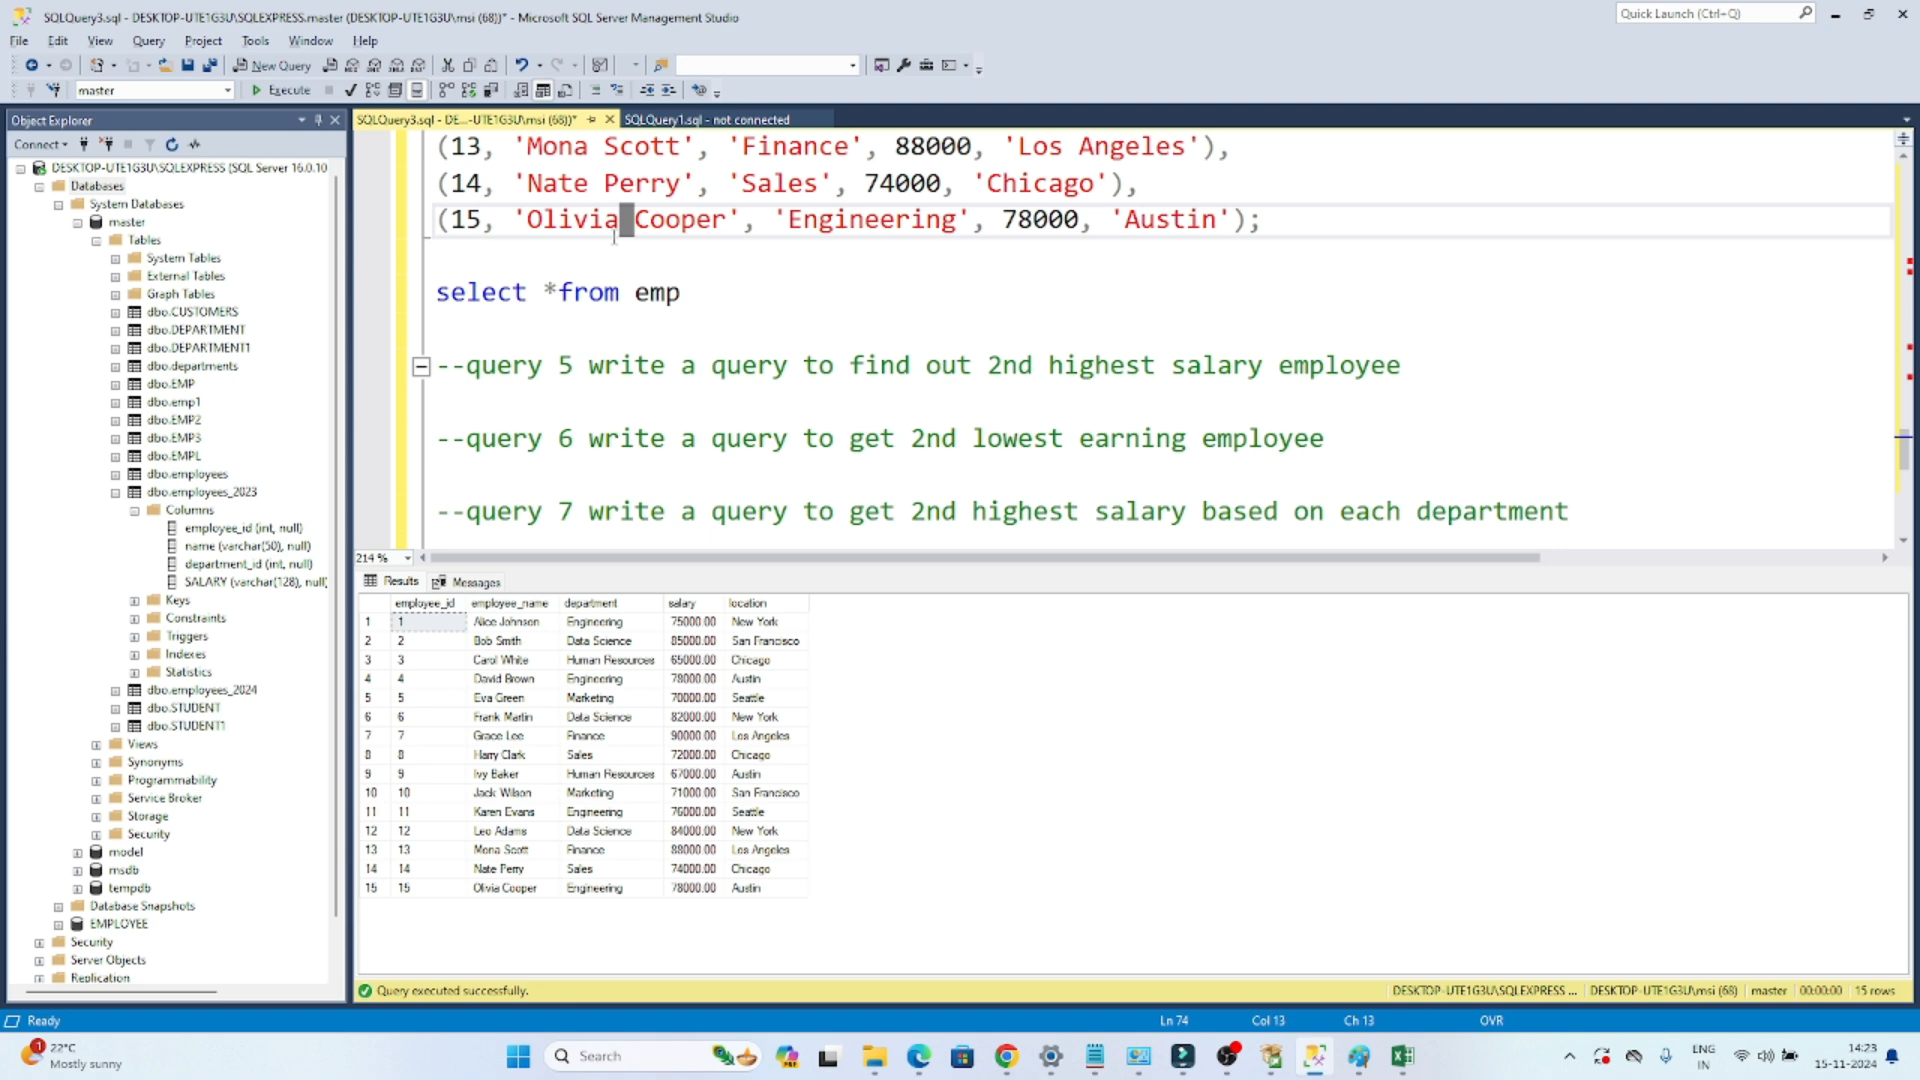 SQLQuery3.sql - DESKTOP-UTE1G3U\SQLEXPRESS.master (DESKTOP-UTE1G3U\msi (68))* - Microsoft SQL Server Management Studio
Quick Launch (Ctrl+Q)
File Edit View Query Project Tools Window Help
New Query
master
Execute
Object Explorer
SQLQuery3.sql - DE...-UTE1G3U\msi (68))*
SQLQuery1.sql - not connected
Connect
DESKTOP-UTE1G3U\SQLEXPRESS (SQL Server 16.0.10
Databases
System Databases
master
Tables
System Tables
External Tables
Graph Tables
dbo.CUSTOMERS
dbo.DEPARTMENT
dbo.DEPARTMENT1
dbo.departments
dbo.EMP
dbo.emp1
dbo.EMP2
dbo.EMP3
dbo.EMPL
dbo.employees
dbo.employees_2023
Columns
employee_id (int, null)
name (varchar(50), null)
department_id (int, null)
SALARY (varchar(128), null)
Keys
Constraints
Triggers
Indexes
Statistics
dbo.employees_2024
dbo.STUDENT
dbo.STUDENT1
Views
Synonyms
Programmability
Service Broker
Storage
Security
model
msdb
tempdb
Database Snapshots
EMPLOYEE
Security
Server Objects
Replication
(13, 'Mona Scott', 'Finance', 88000, 'Los Angeles'),
(14, 'Nate Perry', 'Sales', 74000, 'Chicago'),
(15, 'Olivia Cooper', 'Engineering', 78000, 'Austin');
select *from emp
--query 5 write a query to find out 2nd highest salary employee
--query 6 write a query to get 2nd lowest earning employee
--query 7 write a query to get 2nd highest salary based on each department
214 %
Results Messages
employee_id employee_name department salary location
1 1 Alice Johnson Engineering 75000.00 New York
2 2 Bob Smith Data Science 85000.00 San Francisco
3 3 Carol White Human Resources 65000.00 Chicago
4 4 David Brown Engineering 78000.00 Austin
5 5 Eva Green Marketing 70000.00 Seattle
6 6 Frank Martin Data Science 82000.00 New York
7 7 Grace Lee Finance 90000.00 Los Angeles
8 8 Harry Clark Sales 72000.00 Chicago
9 9 Ivy Baker Human Resources 67000.00 Austin
10 10 Jack Wilson Marketing 71000.00 San Francisco
11 11 Karen Evans Engineering 76000.00 Seattle
12 12 Leo Adams Data Science 84000.00 New York
13 13 Mona Scott Finance 88000.00 Los Angeles
14 14 Nate Perry Sales 74000.00 Chicago
15 15 Olivia Cooper Engineering 78000.00 Austin
Query executed successfully.
DESKTOP-UTE1G3U\SQLEXPRESS ... DESKTOP-UTE1G3U\msi (68) master 00:00:00 15 rows
Ready
Ln 74 Col 13 Ch 13 OVR
1
22°C
Mostly sunny
Search
ENG
IN
14:23
15-11-2024